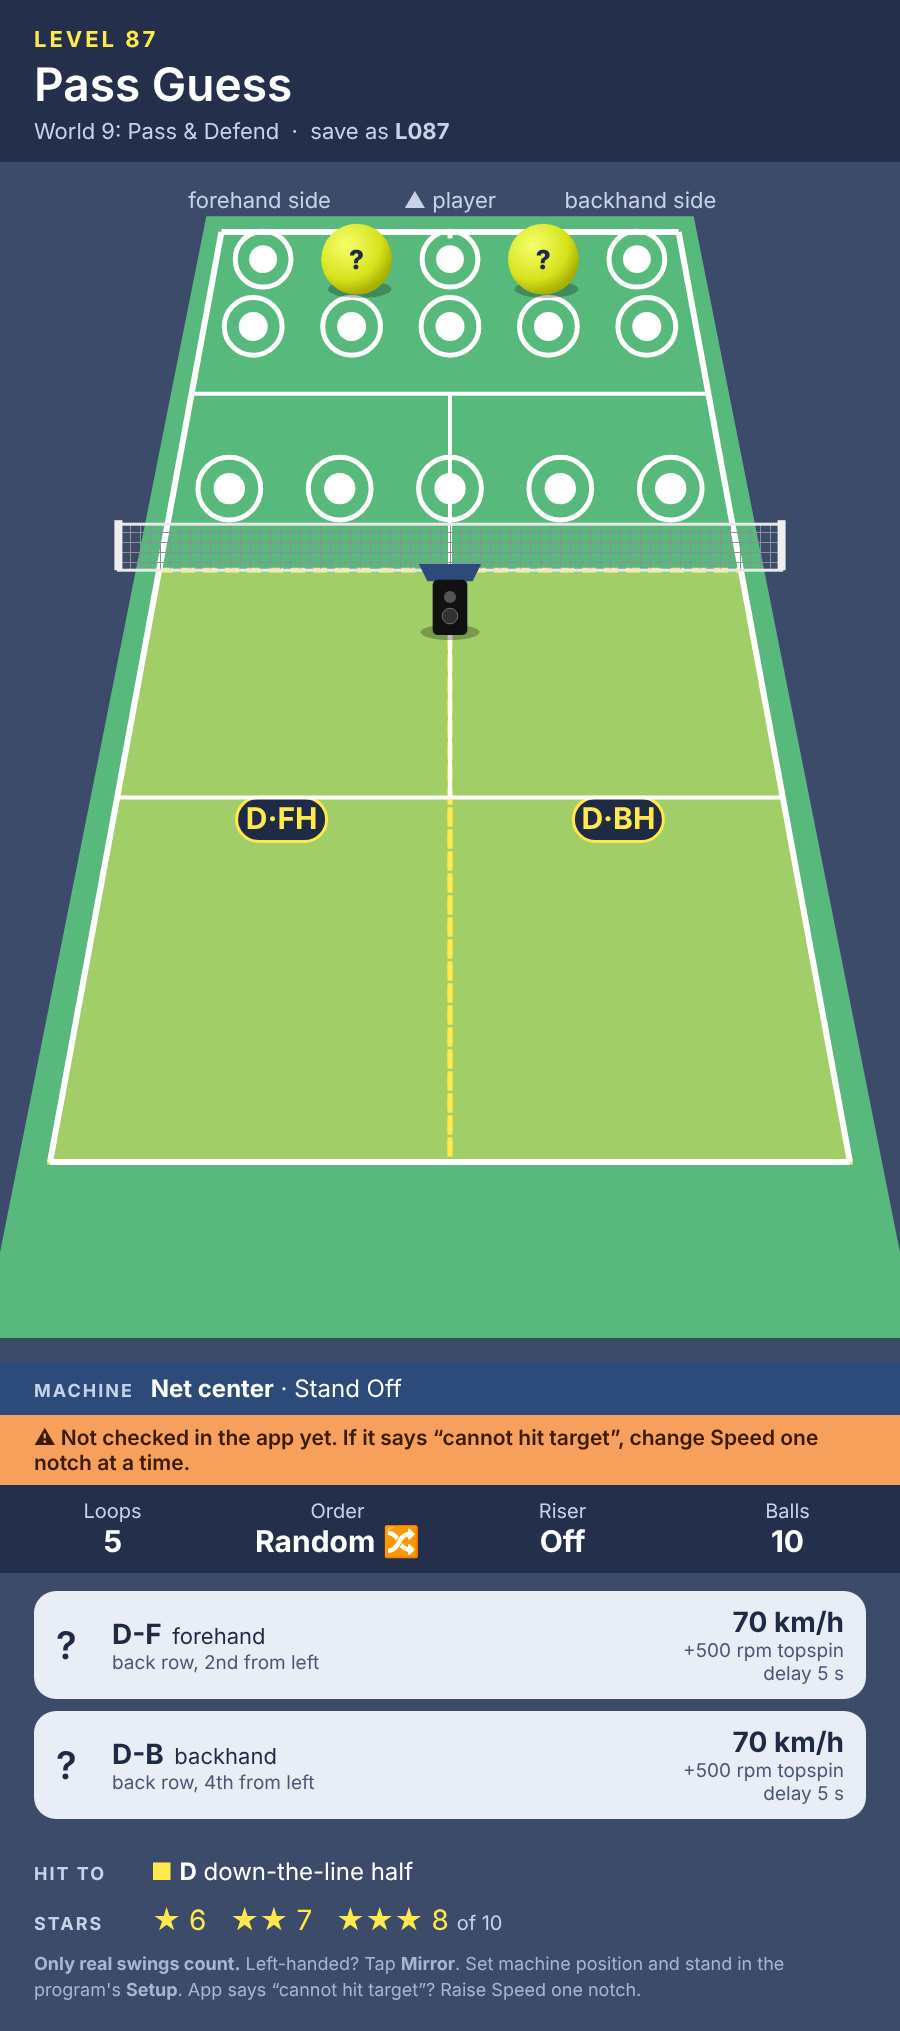 LEVEL 87
Pass Guess
World 9: Pass & Defend · save as L087
forehand side ▲ player backhand side
? ?
D·FH D·BH
MACHINE Net center · Stand Off
⚠ Not checked in the app yet. If it says “cannot hit target”, change Speed one
notch at a time.
Loops Order Riser Balls
5 Random 🔀 Off 10
? D-F forehand 70 km/h
back row, 2nd from left +500 rpm topspin
delay 5 s
? D-B backhand 70 km/h
back row, 4th from left +500 rpm topspin
delay 5 s
HIT TO D down-the-line half
STARS ★ 6 ★★ 7 ★★★ 8 of 10
Only real swings count. Left-handed? Tap Mirror. Set machine position and stand in the
program's Setup. App says “cannot hit target”? Raise Speed one notch.